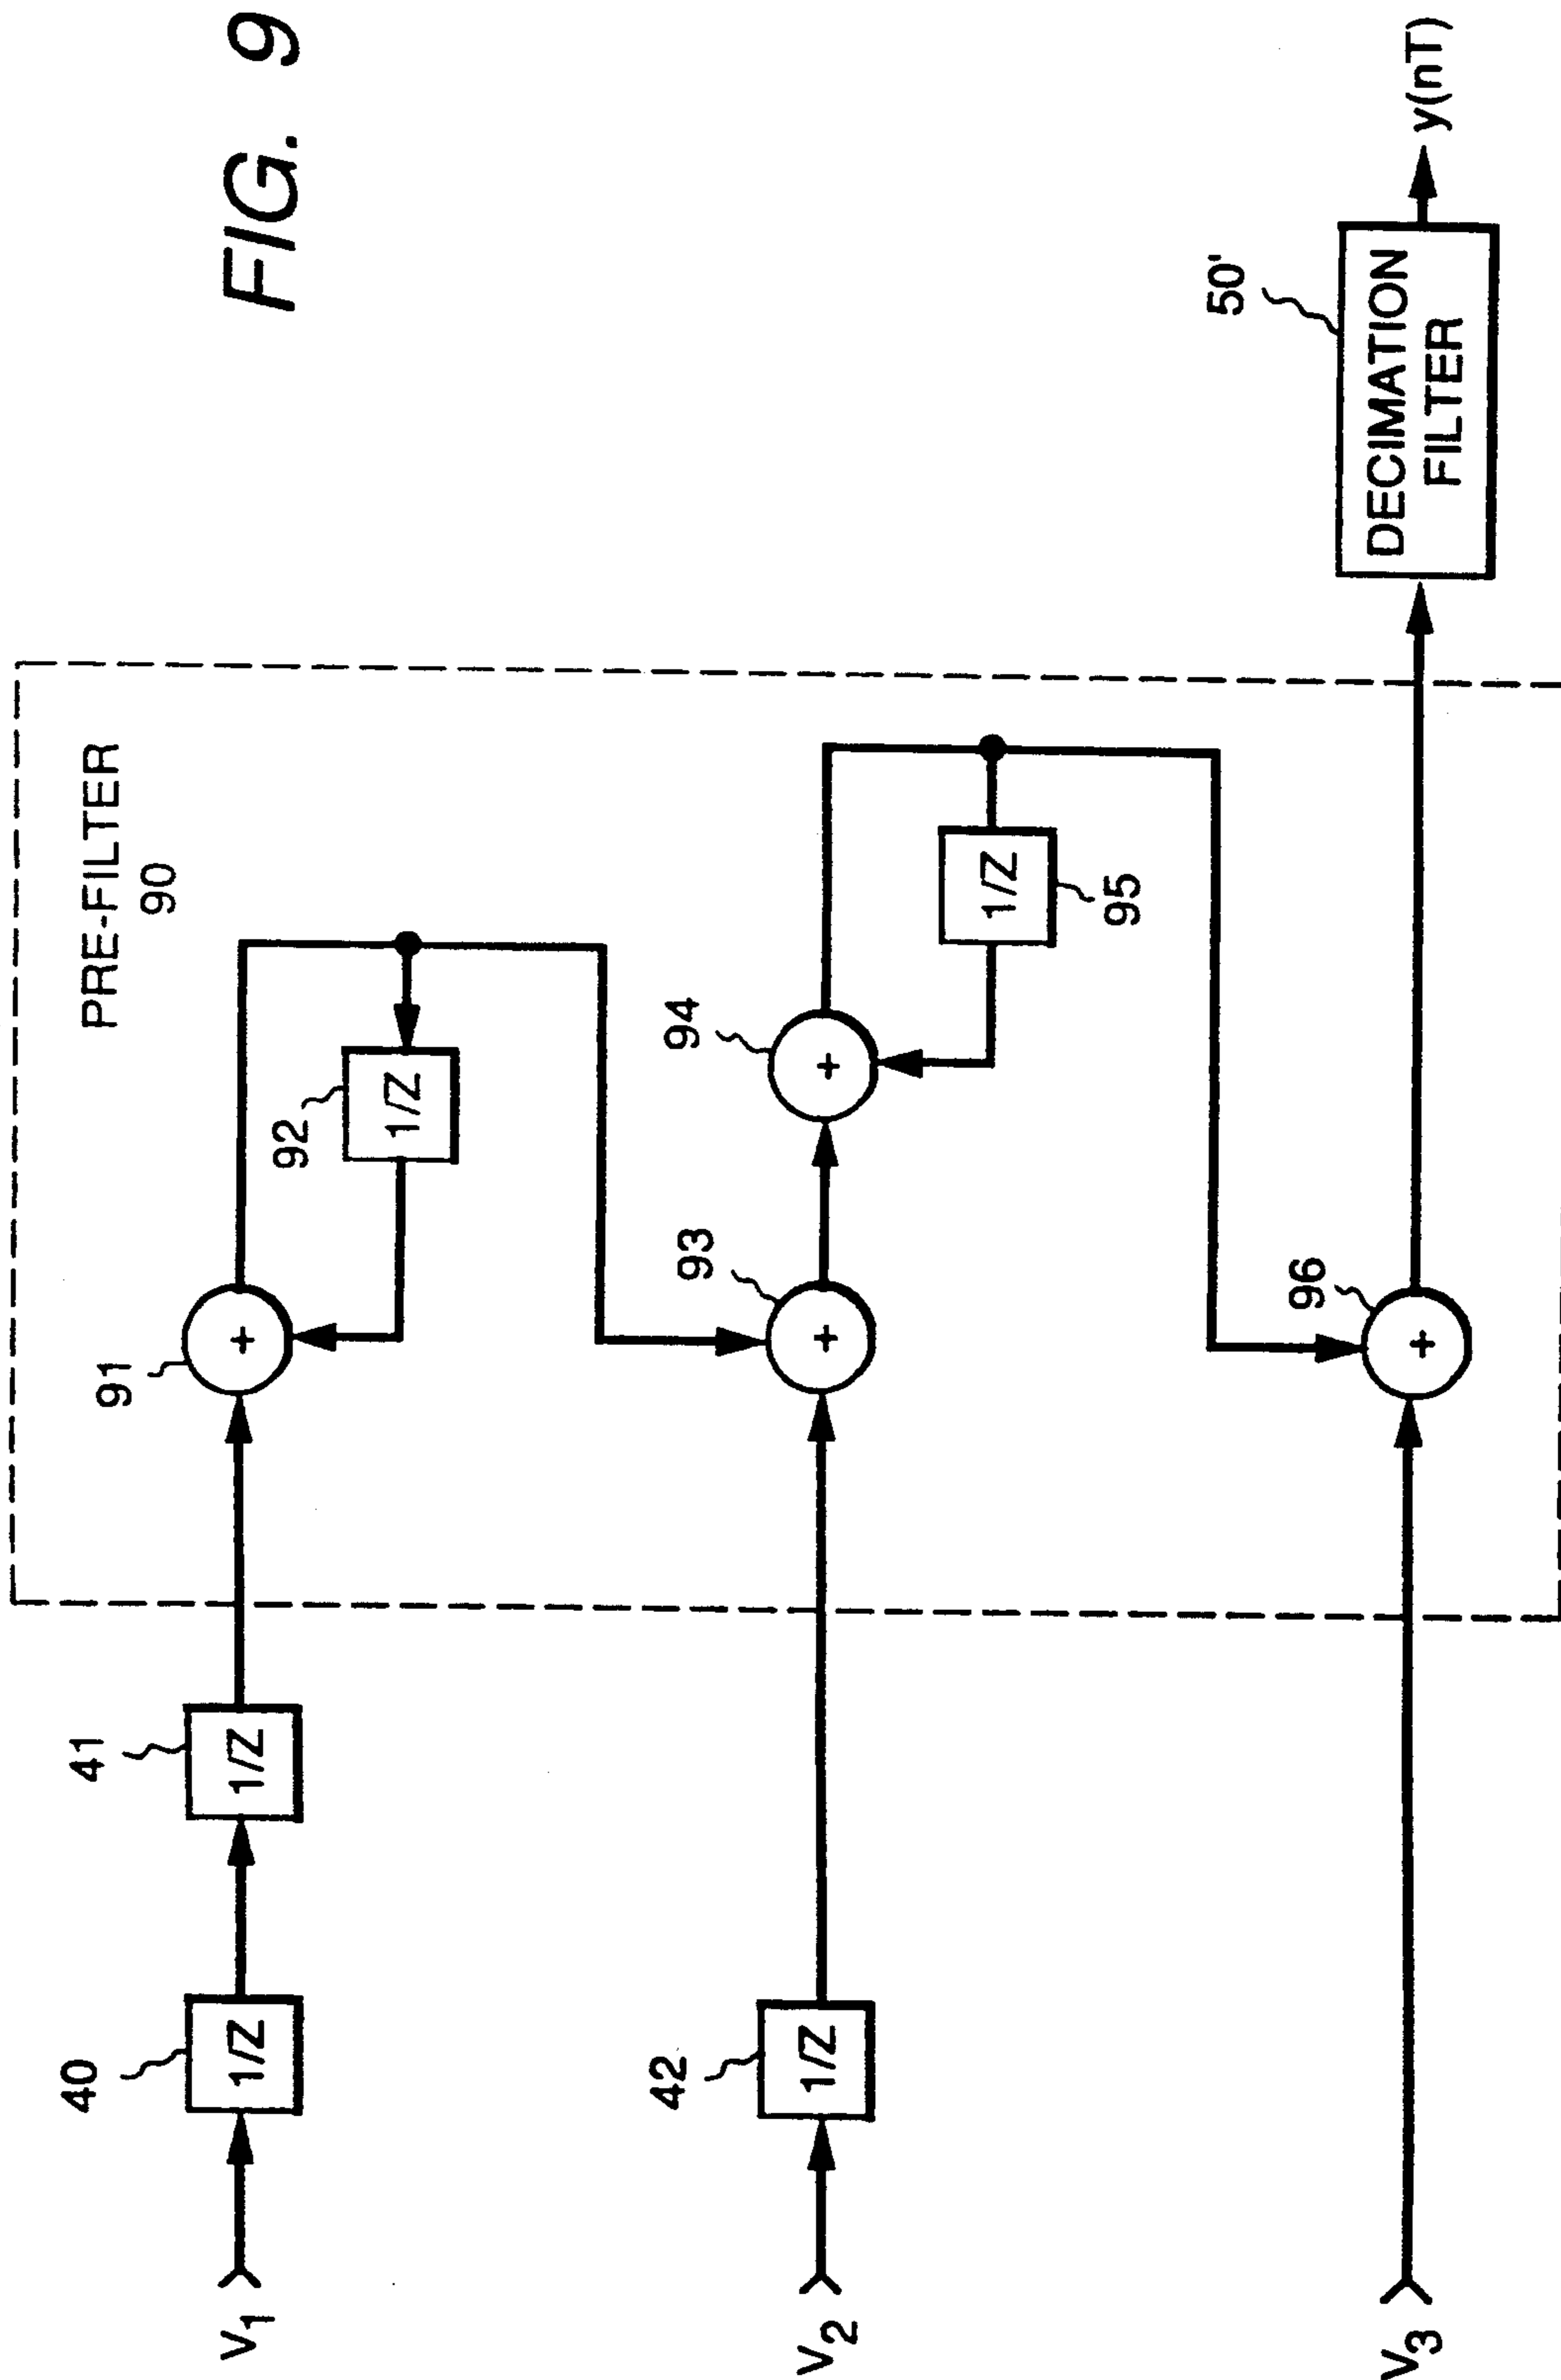 FIG. 9
PRE-FILTER
90
40
41
91
92
1/Z
1/Z
+
1/Z
V1
94
95
42
93
+
1/Z
1/Z
+
V2
50'
96
DECIMATION
FILTER
+
y(nT)
V3